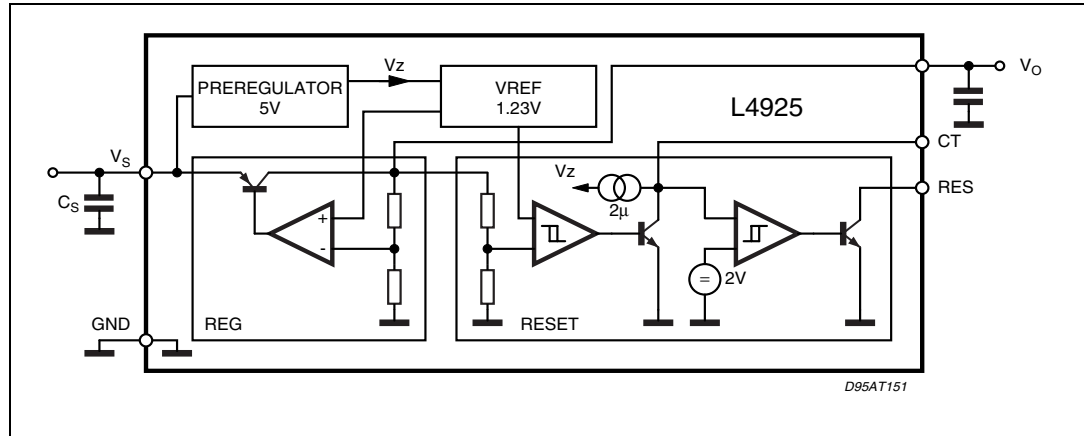 Vz
PREREGULATOR
5V
VREF
1.23V
L4925
VO
CT
RES
VS
CS
+
-
Vz
2μ
=
2V
GND
REG
RESET
D95AT151